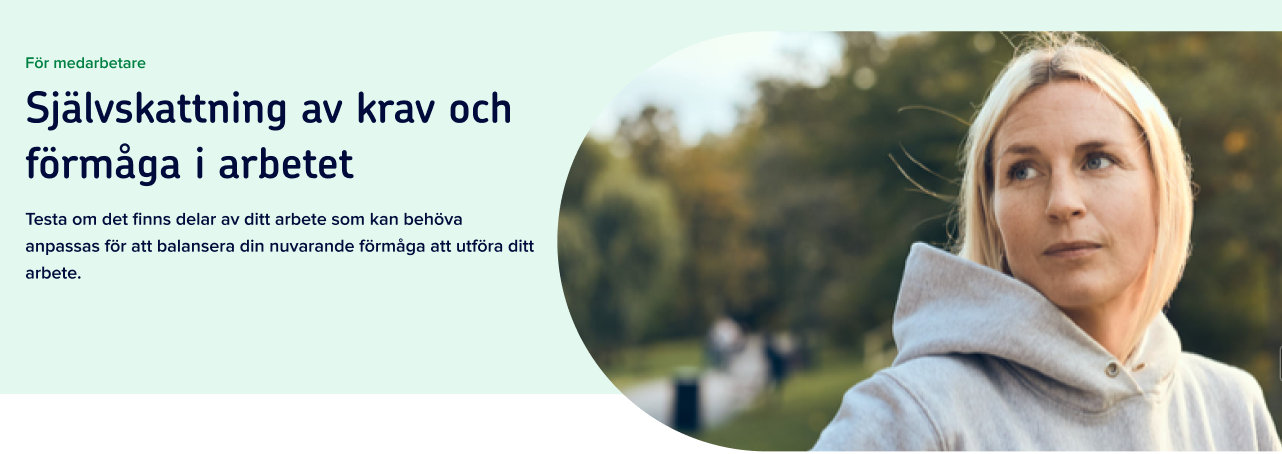 För medarbetare
Självskattning av krav och
förmåga i arbetet
Testa om det finns delar av ditt arbete som kan behöva
anpassas för att balansera din nuvarande förmåga att utföra ditt
arbete.